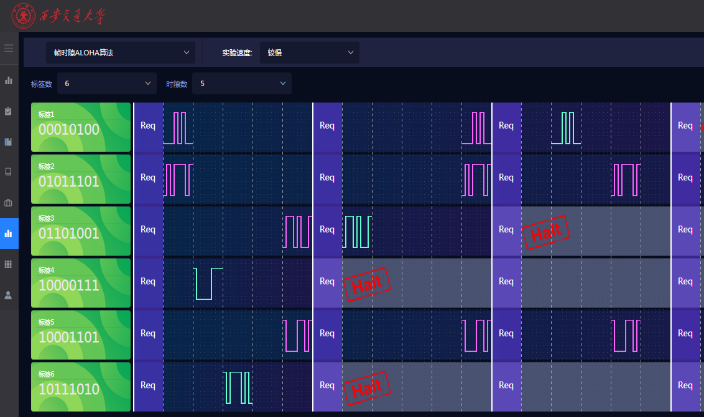 西安交通大学
帧时隙ALOHA算法 实验速度: 较慢
标签数 6 时隙数 5
标签1
00010100 Req Req Req Req
标签2
01011101 Req Req Req Req
标签3
01101001 Req Req Req Halt Req
标签4
10000111 Req Req Halt Req Req
标签5
10001101 Req Req Req Req
标签6
10111010 Req Req Halt Req Req